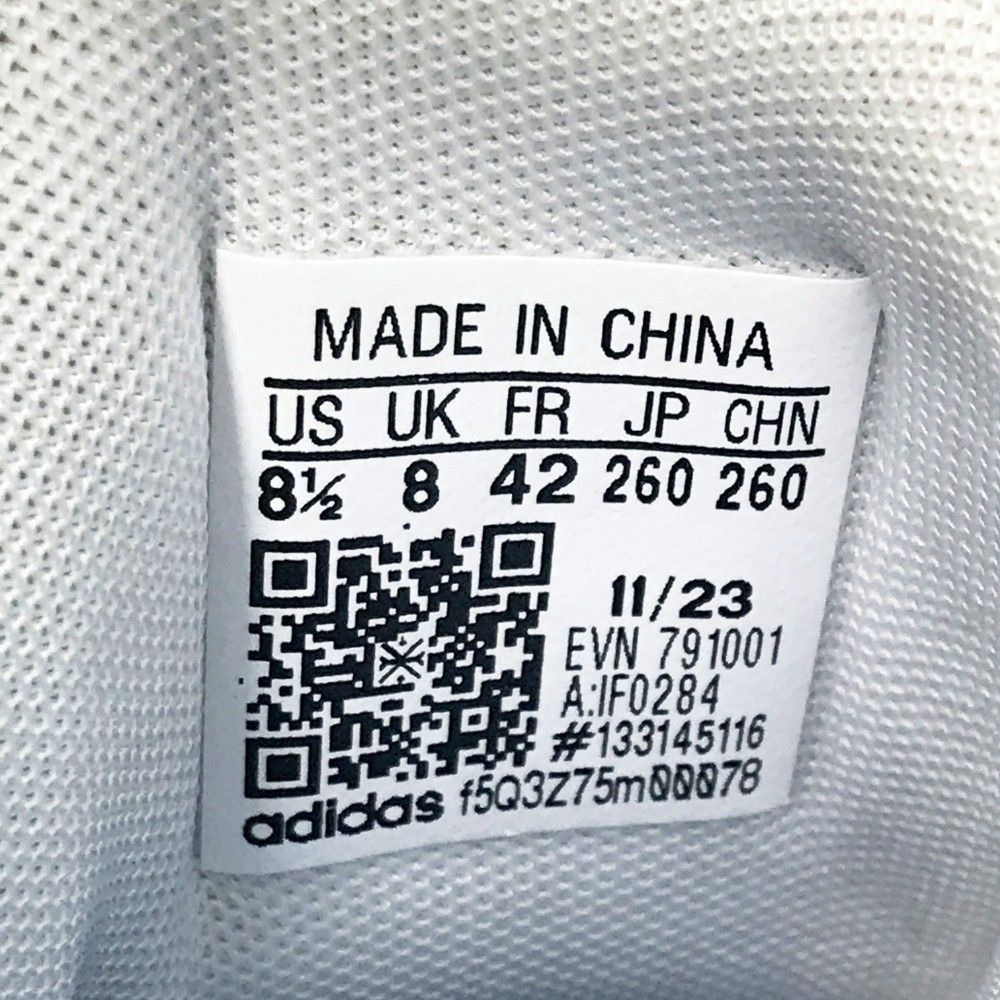 MADE IN CHINA
US UK FR JP CHN
8½ 8 42 260 260
11/23
EVN 791001
A:IF0284
#133145116
adidas f5Q3Z75m00078